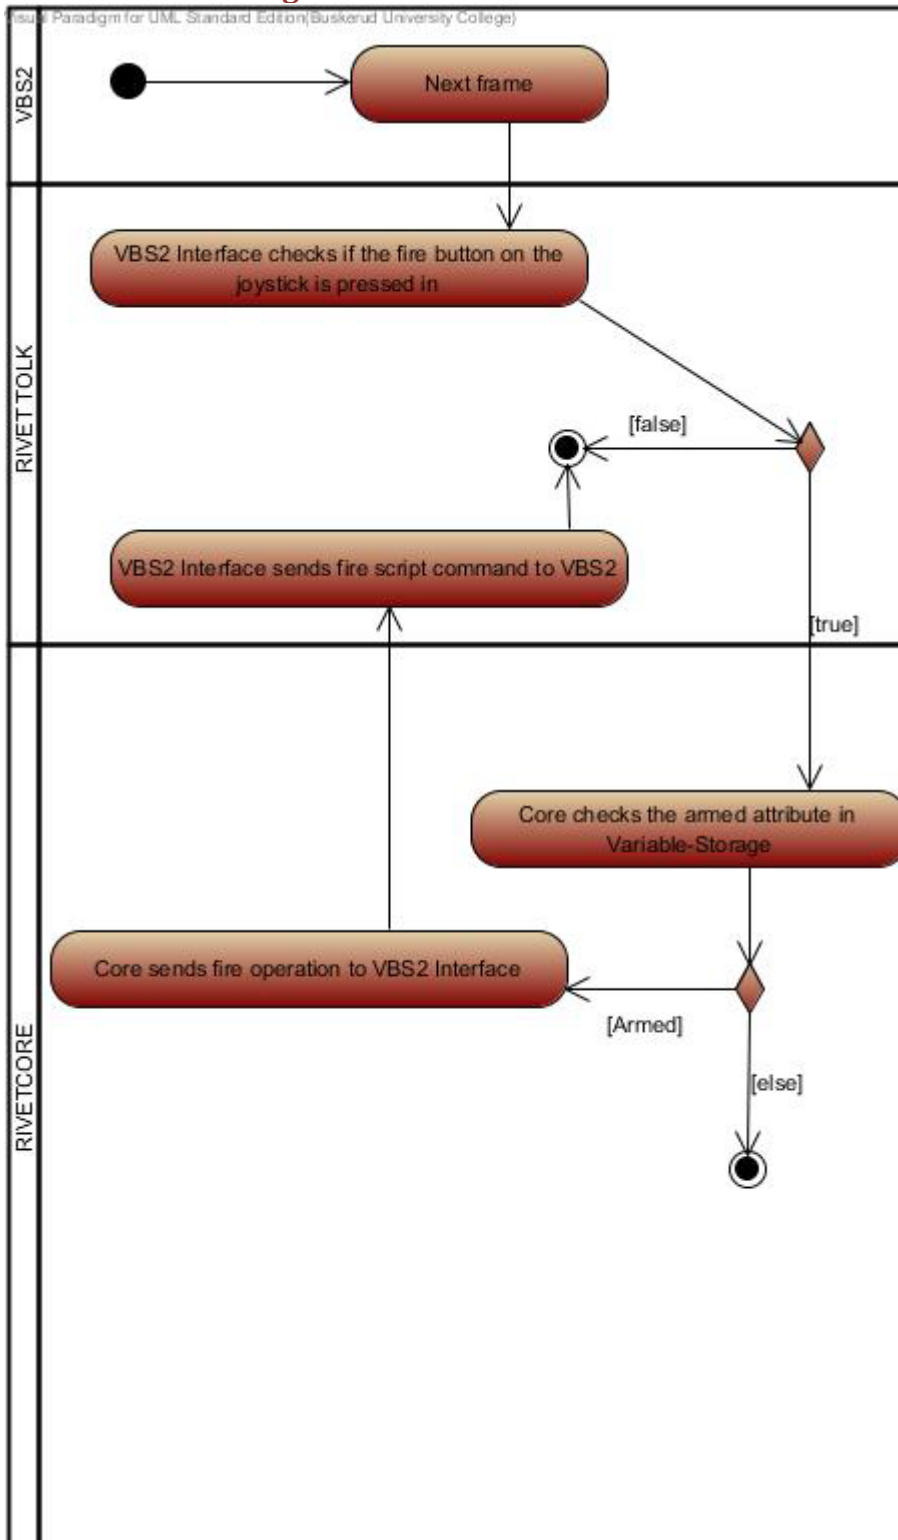 Visual Paradigm for UML Standard Edition(Buskerud University College)
VBS2
Next frame
RIVET TOLK
VBS2 Interface checks if the fire button on the
joystick is pressed in
[false]
VBS2 Interface sends fire script command to VBS2
[true]
RIVETCORE
Core checks the armed attribute in
Variable-Storage
Core sends fire operation to VBS2 Interface
[Armed]
[else]